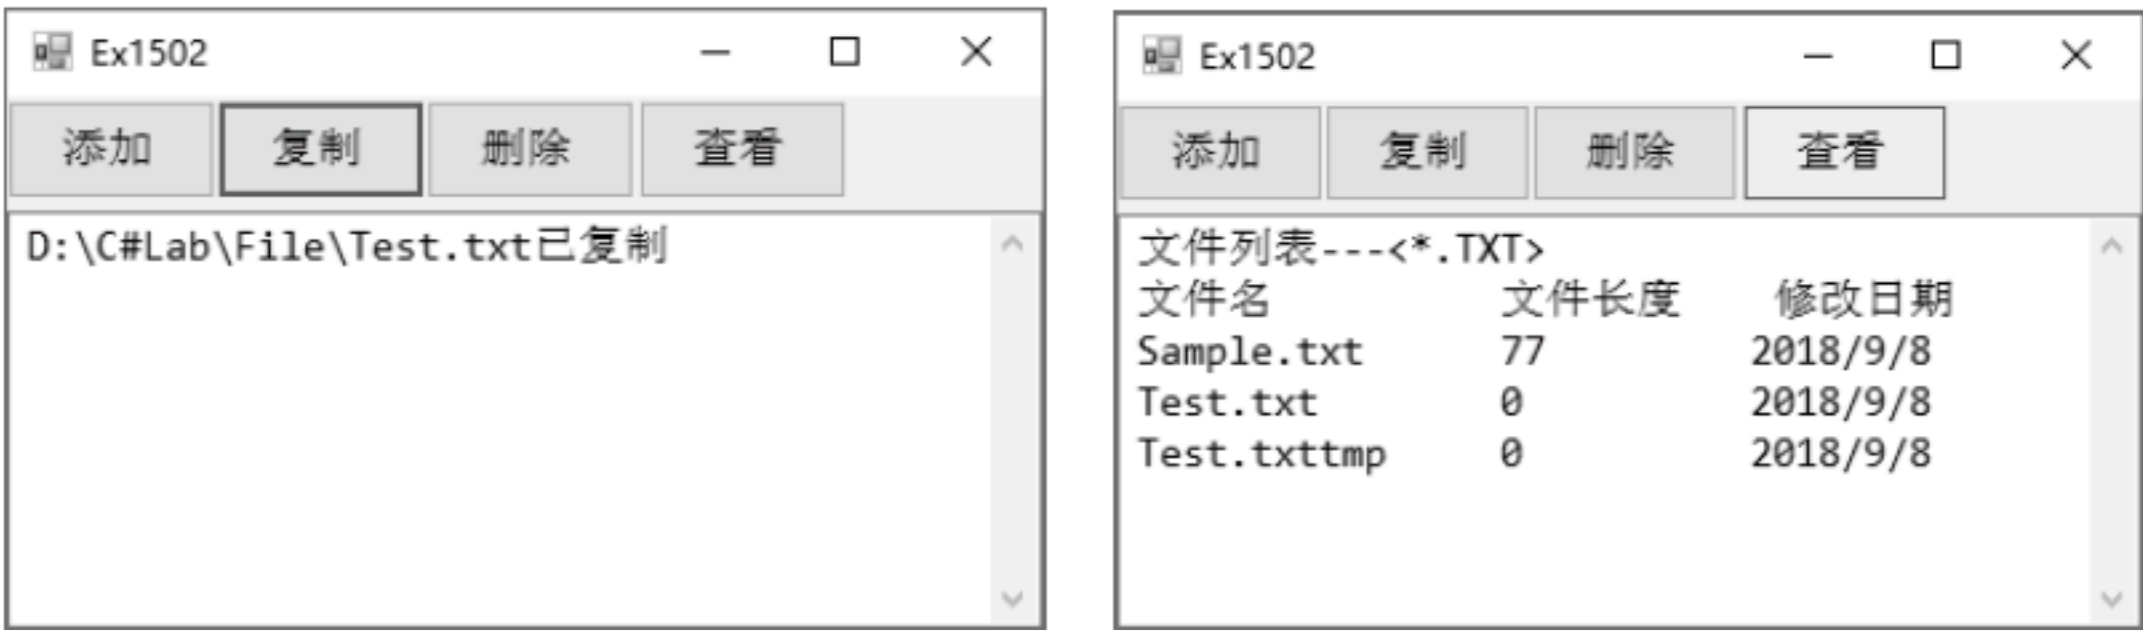 Ex1502
添加 复制 删除 查看
D:\C#Lab\File\Test.txt已复制
Ex1502
添加 复制 删除 查看
文件列表---<*.TXT>
文件名 文件长度 修改日期
Sample.txt 77 2018/9/8
Test.txt 0 2018/9/8
Test.txttmp 0 2018/9/8